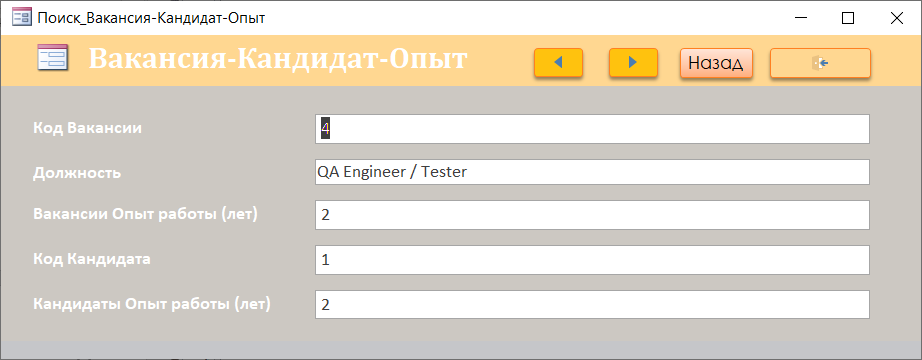 Поиск_Вакансия-Кандидат-Опыт
Вакансия-Кандидат-Опыт
Назад
Код Вакансии
4
Должность
QA Engineer / Tester
Вакансии Опыт работы (лет)
2
Код Кандидата
1
Кандидаты Опыт работы (лет)
2